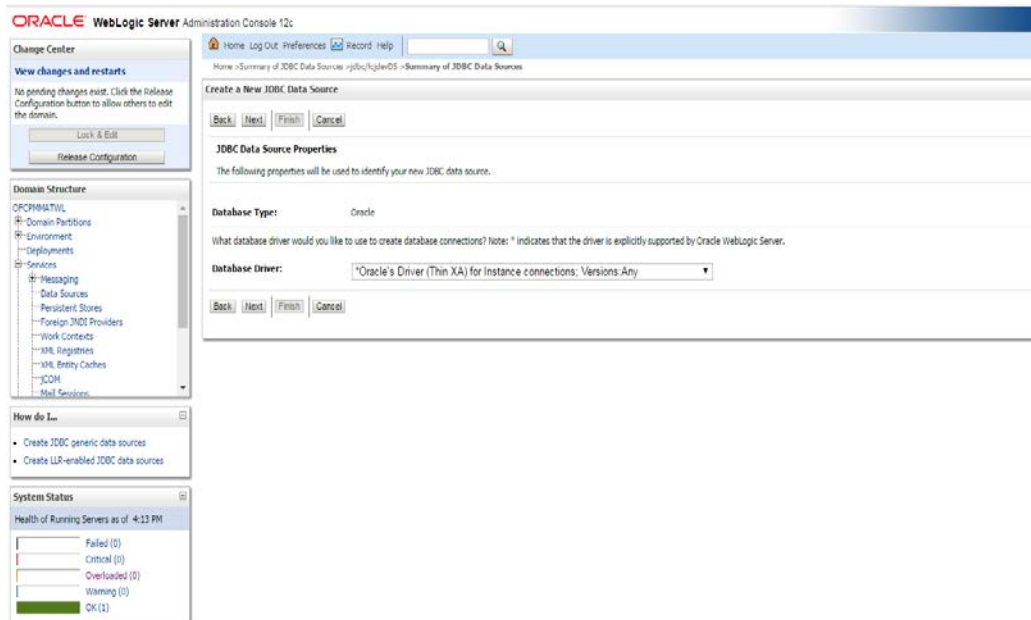 ORACLE WebLogic Server Administration Console 12c
Change Center
View changes and restarts
No pending changes exist. Click the Release
Configuration button to allow others to edit
the domain.
Lock & Edit
Release Configuration
Domain Structure
OFCPMMATWL
Domain Partitions
Environment
Deployments
Services
Messaging
Data Sources
Persistent Stores
Foreign JNDI Providers
Work Contexts
XML Registries
XML Entity Caches
jCOM
Mail Sessions
How do I...
Create JDBC generic data sources
Create LLR-enabled JDBC data sources
System Status
Health of Running Servers as of 4:13 PM
Failed (0)
Critical (0)
Overloaded (0)
Warning (0)
OK (1)
Home Log Out Preferences Record Help
Home >Summary of JDBC Data Sources >jdbc/fcjdevDS >Summary of JDBC Data Sources
Create a New JDBC Data Source
Back Next Finish Cancel
JDBC Data Source Properties
The following properties will be used to identify your new JDBC data source.
Database Type: Oracle
What database driver would you like to use to create database connections? Note: * indicates that the driver is explicitly supported by Oracle WebLogic Server.
Database Driver: *Oracle's Driver (Thin XA) for Instance connections; Versions:Any
Back Next Finish Cancel